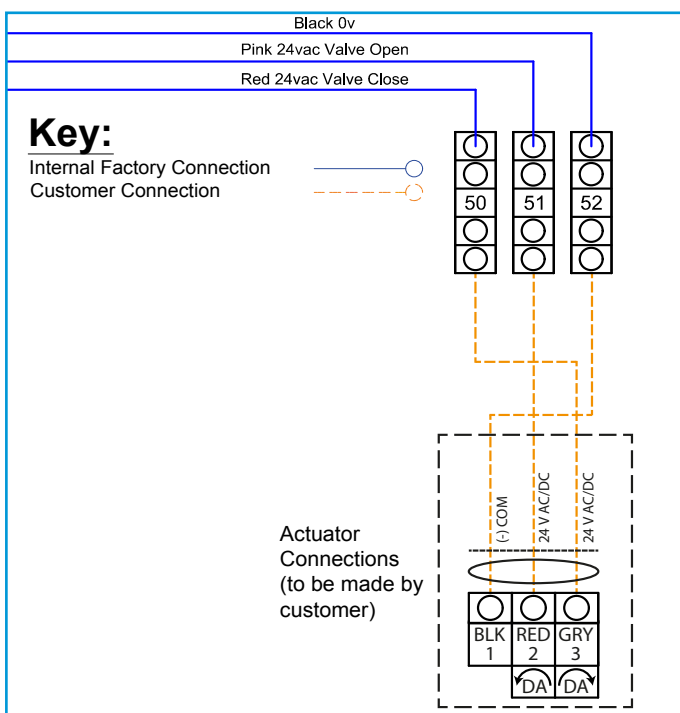 Black 0v
Pink 24vac Valve Open
Red 24vac Valve Close
Key:
Internal Factory Connection
Customer Connection
50 51 52
(-) COM
24 V AC/DC
24 V AC/DC
Actuator
Connections
(to be made by
customer)
BLK RED GRY
1 2 3
DA DA